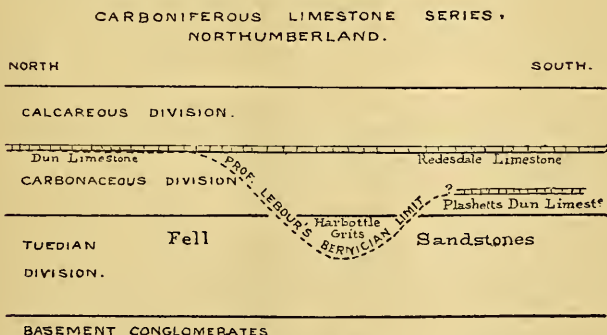 CARBONIFEROUS LIMESTONE SERIES,
NORTHUMBERLAND.
NORTH SOUTH.
CALCAREOUS DIVISION.
Dun Limestone Redesdale Limestone
CARBONACEOUS DIVISION
PROF. LEBOUR'S BERNICIAN LIMIT ?
Plashetts Dun Limestᵉ
Harbottle
Grits
Fell Sandstones
TUEDIAN
DIVISION.
BASEMENT CONGLOMERATES